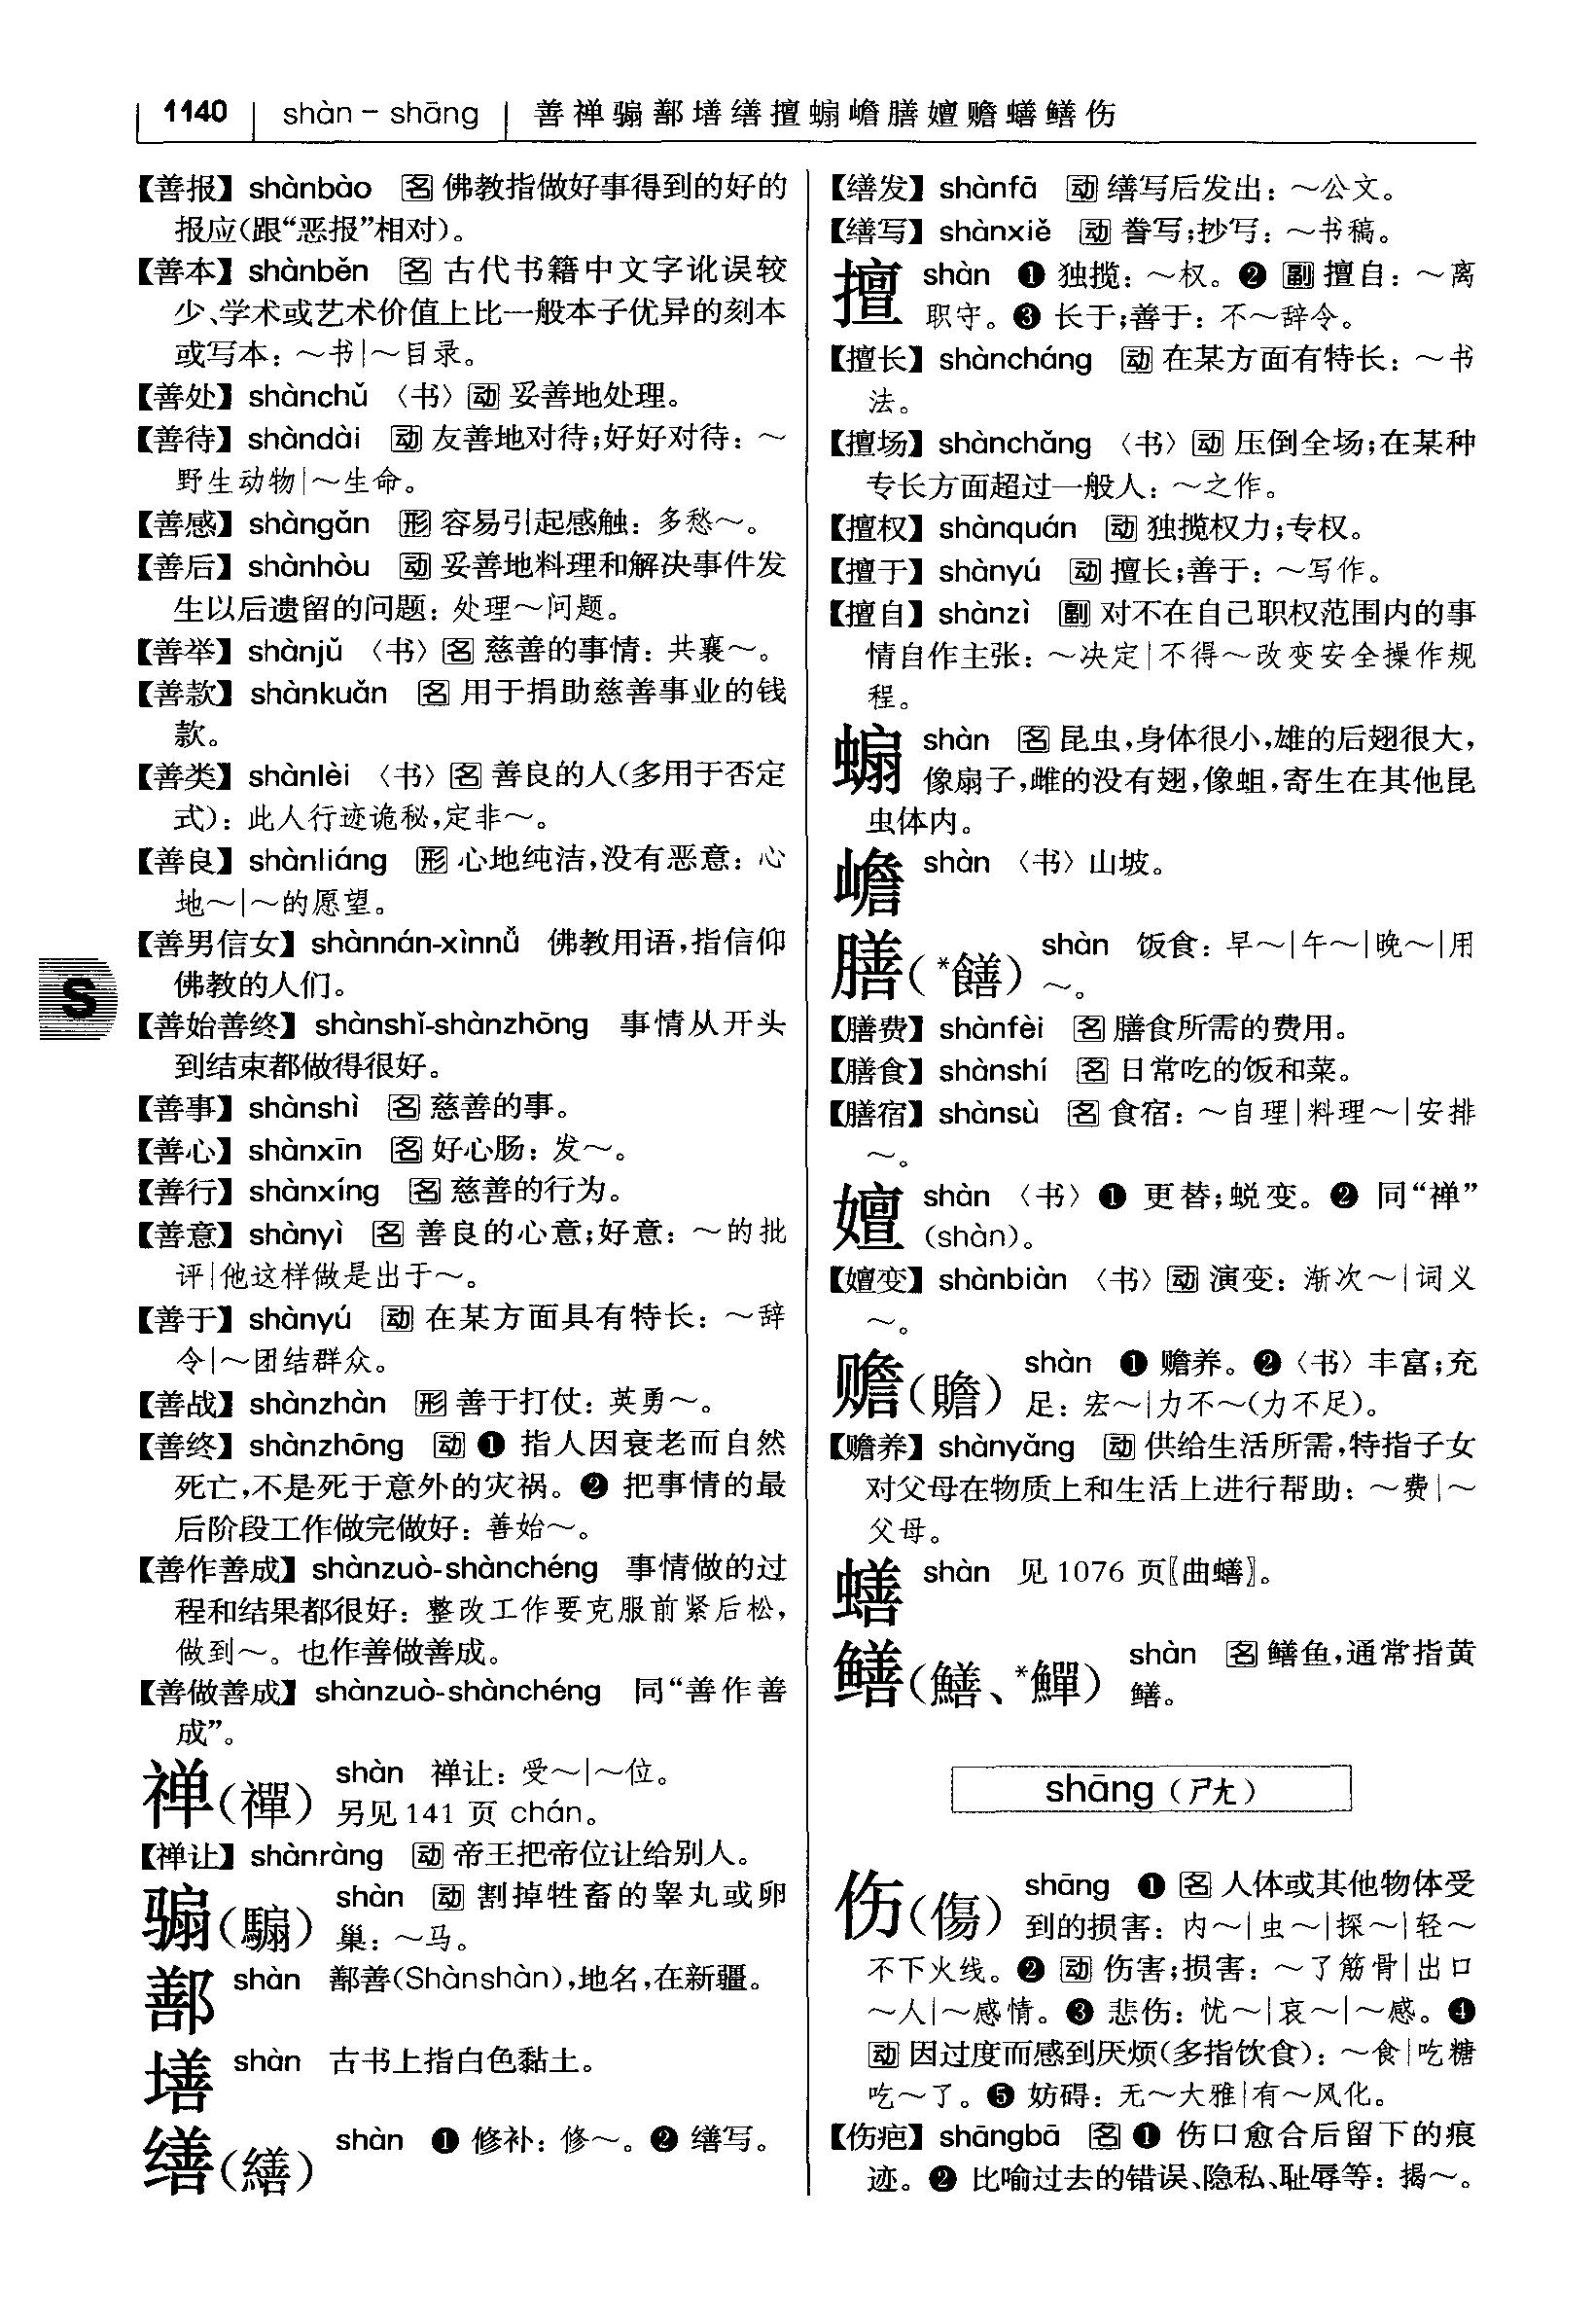 1140 shàn – shāng 善禅骟鄯墡缮擅蟮嶦膳嬗赡蟮鳝伤
【善报】 shànbào 名 佛教指做好事得到的好的
报应(跟“恶报”相对)。
【善本】 shànběn 名 古代书籍中文字讹误较
少、学术或艺术价值上比一般本子优异的刻本
或写本：～书|～目录。
【善处】 shànchǔ 〈书〉动 妥善地处理。
【善待】 shàndài 动 友善地对待；好好对待：～
野生动物|～生命。
【善感】 shàngǎn 形 容易引起感触：多愁～。
【善后】 shànhòu 动 妥善地料理和解决事件发
生以后遗留的问题：处理～问题。
【善举】 shànjǔ 〈书〉名 慈善的事情：共襄～。
【善款】 shànkuǎn 名 用于捐助慈善事业的钱
款。
【善类】 shànlèi 〈书〉名 善良的人(多用于否定
式)：此人行迹诡秘，定非～。
【善良】 shànliáng 形 心地纯洁，没有恶意：心
地～|～的愿望。
【善男信女】 shànnán-xìnnǚ 佛教用语，指信仰
佛教的人们。
【善始善终】 shànshǐ-shànzhōng 事情从开头
到结束都做得很好。
【善事】 shànshì 名 慈善的事。
【善心】 shànxīn 名 好心肠：发～。
【善行】 shànxíng 名 慈善的行为。
【善意】 shànyì 名 善良的心意；好意：～的批
评|他这样做是出于～。
【善于】 shànyú 动 在某方面具有特长：～辞
令|～团结群众。
【善战】 shànzhàn 形 善于打仗：英勇～。
【善终】 shànzhōng 动 ❶ 指人因衰老而自然
死亡，不是死于意外的灾祸。❷ 把事情的最
后阶段工作做完做好：善始～。
【善作善成】 shànzuò-shànchéng 事情做的过
程和结果都很好：整改工作要克服前紧后松，
做到～。也作善做善成。
【善做善成】 shànzuò-shànchéng 同“善作善
成”。
禅(禪) shàn 禅让：受～|～位。
另见 141 页 chán。
【禅让】 shànràng 动 帝王把帝位让给别人。
骟(騸) shàn 动 割掉牲畜的睾丸或卵
巢：～马。
鄯 shàn 鄯善(Shànshàn)，地名，在新疆。
墡 shàn 古书上指白色黏土。
缮(繕) shàn ❶ 修补：修～。❷ 缮写。
【缮发】 shànfā 动 缮写后发出：～公文。
【缮写】 shànxiě 动 誊写；抄写：～书稿。
擅 shàn ❶ 独揽：～权。❷ 副 擅自：～离
职守。❸ 长于；善于：不～辞令。
【擅长】 shàncháng 动 在某方面有特长：～书
法。
【擅场】 shànchǎng 〈书〉动 压倒全场；在某种
专长方面超过一般人：～之作。
【擅权】 shànquán 动 独揽权力；专权。
【擅于】 shànyú 动 擅长；善于：～写作。
【擅自】 shànzì 副 对不在自己职权范围内的事
情自作主张：～决定|不得～改变安全操作规
程。
𧎥 shàn 名 昆虫，身体很小，雄的后翅很大，
像扇子，雌的没有翅，像蛆，寄生在其他昆
虫体内。
嶦 shàn 〈书〉山坡。
膳(*饍) shàn 饭食：早～|午～|晚～|用
～。
【膳费】 shànfèi 名 膳食所需的费用。
【膳食】 shànshí 名 日常吃的饭和菜。
【膳宿】 shànsù 名 食宿：～自理|料理～|安排
～。
嬗 shàn 〈书〉❶ 更替；蜕变。❷ 同“禅”
(shàn)。
【嬗变】 shànbiàn 〈书〉动 演变：渐次～|词义
～。
赡(贍) shàn ❶ 赡养。❷〈书〉丰富；充
足：宏～|力不～(力不足)。
【赡养】 shànyǎng 动 供给生活所需，特指子女
对父母在物质上和生活上进行帮助：～费|～
父母。
蟮 shàn 见 1076 页〖曲蟮〗。
鳝(鱔、*鱓) shàn 名 鳝鱼，通常指黄
鳝。
shāng (ㄕㄤ)
伤(傷) shāng ❶ 名 人体或其他物体受
到的损害：内～|虫～|探～|轻～
不下火线。❷ 动 伤害；损害：～了筋骨|出口
～人|～感情。❸ 悲伤：忧～|哀～|～感。❹
动 因过度而感到厌烦(多指饮食)：～食|吃糖
吃～了。❺ 妨碍：无～大雅|有～风化。
【伤疤】 shāngbā 名 ❶ 伤口愈合后留下的痕
迹。❷ 比喻过去的错误、隐私、耻辱等：揭～。
S